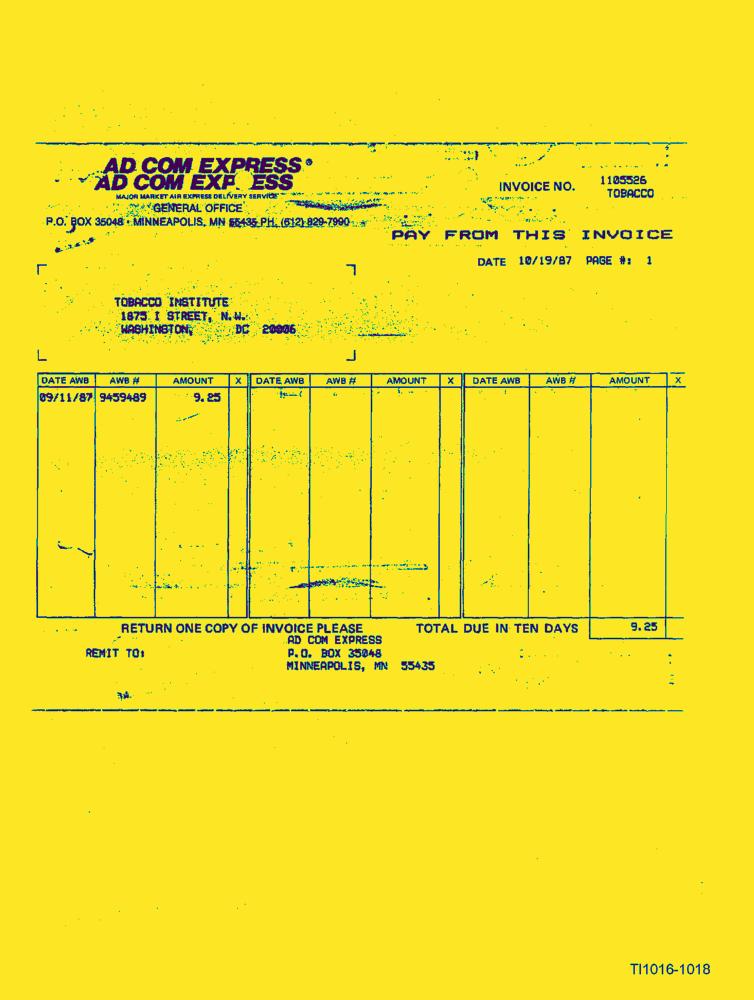 AD COM EXPRESS®
AD COM EXP ESS
MAJOR MARKET AIR EXPRESS DELIVERY SERVICE
GENERAL OFFICE
P.O. BOX 35048 · MINNEAPOLIS, MN 55435 PH. (612) 829-7990
INVOICE NO. 1105526
TOBACCO
PAY FROM THIS INVOICE
DATE 10/19/87 PAGE #: 1
TOBACCO INSTITUTE
1875 I STREET, N.W.
WASHINGTON, DC 20006
DATE AWB AWB # AMOUNT X DATE AWB AWB # AMOUNT X DATE AWB AWB # AMOUNT X
09/11/87 9459489 9.25
RETURN ONE COPY OF INVOICE PLEASE TOTAL DUE IN TEN DAYS 9.25
REMIT TO: AD COM EXPRESS
P.O. BOX 35048
MINNEAPOLIS, MN 55435
TI1016-1018